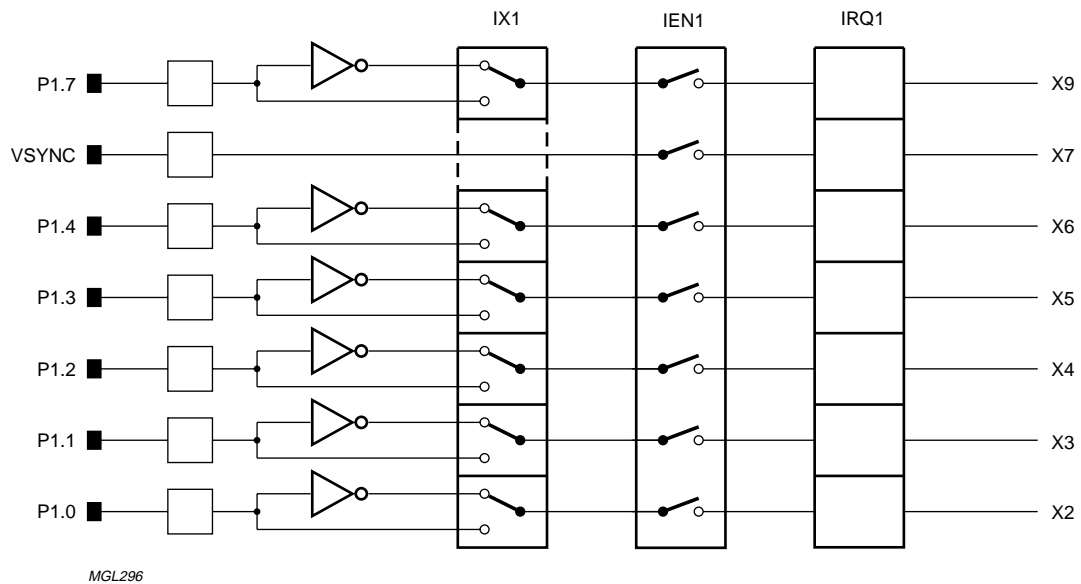 IX1 IEN1 IRQ1
P1.7 X9
VSYNC X7
P1.4 X6
P1.3 X5
P1.2 X4
P1.1 X3
P1.0 X2
MGL296